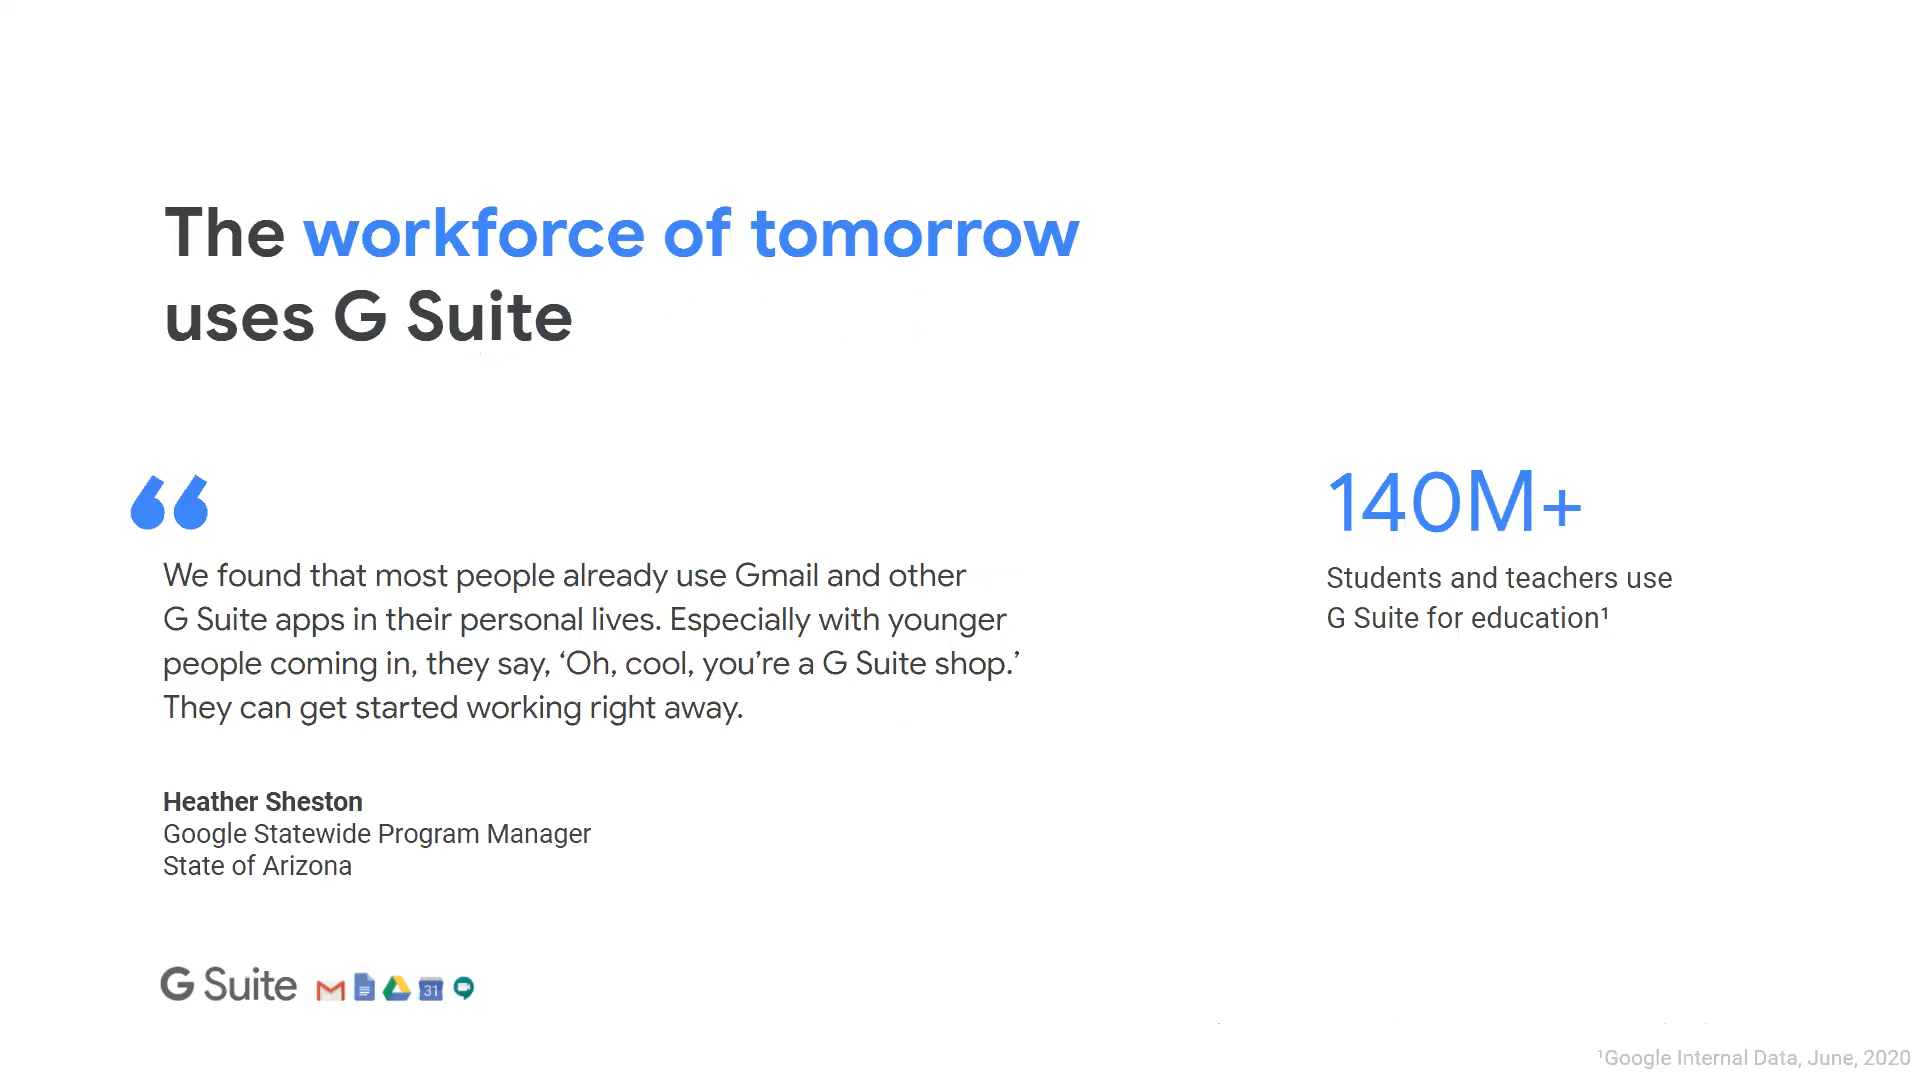 The workforce of tomorrow
uses G Suite
“
We found that most people already use Gmail and other
G Suite apps in their personal lives. Especially with younger
people coming in, they say, ‘Oh, cool, you’re a G Suite shop.’
They can get started working right away.
Heather Sheston
Google Statewide Program Manager
State of Arizona
140M+
Students and teachers use
G Suite for education¹
G Suite
31
¹Google Internal Data, June, 2020